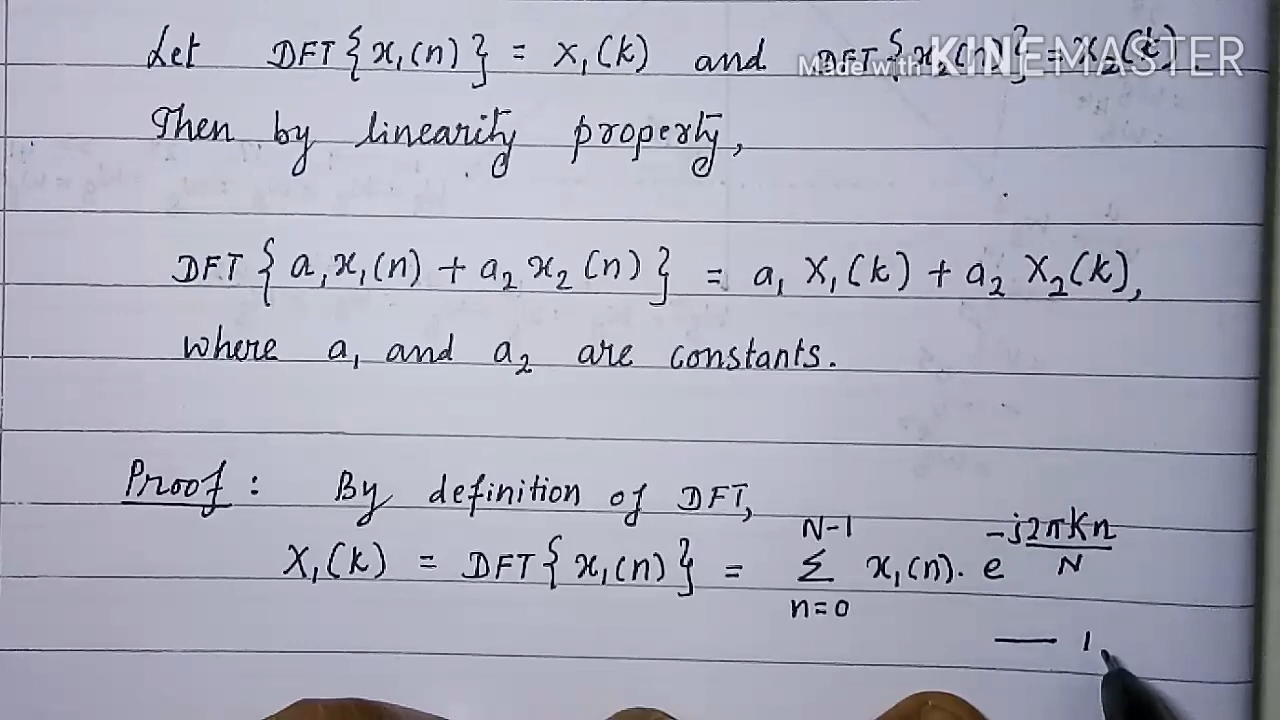 Let DFT{x₁(n)} = X₁(k) and DFT{x₂(n)} = X₂(k)
Made with KINEMASTER
Then by linearity property,
DFT{a₁x₁(n) + a₂x₂(n)} = a₁X₁(k) + a₂X₂(k),
where a₁ and a₂ are constants.
Proof : By definition of DFT,
X₁(k) = DFT{x₁(n)} = Σ_{n=0}^{N-1} x₁(n). e^{-j2πkn/N}
— 1.